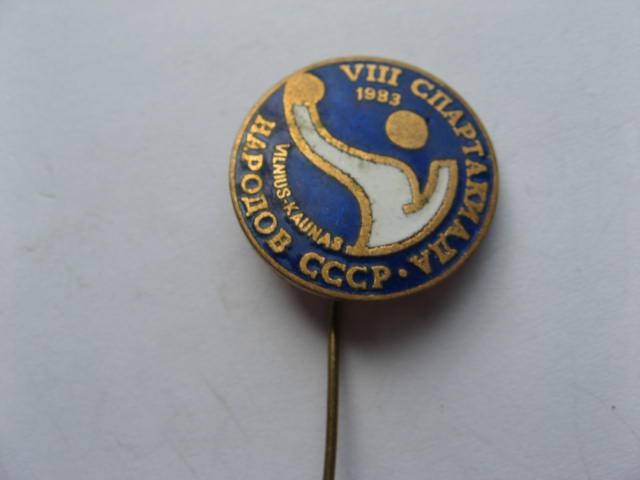 VIII СПАРТАКИАДА
НАРОДОВ СССР
1983
VILNIUS-KAUNAS